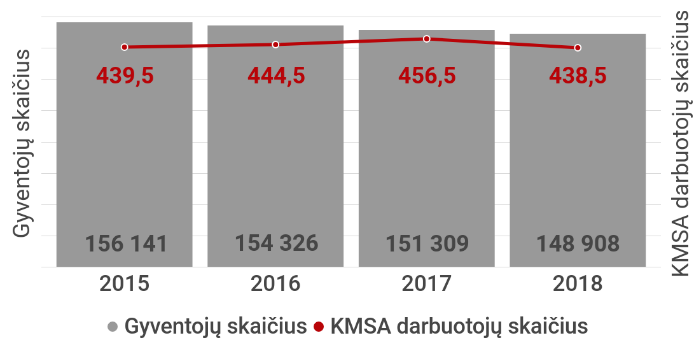 Gyventojų skaičius
439,5 444,5 456,5 438,5
156 141 154 326 151 309 148 908
2015 2016 2017 2018
KMSA darbuotojų skaičius
Gyventojų skaičius KMSA darbuotojų skaičius